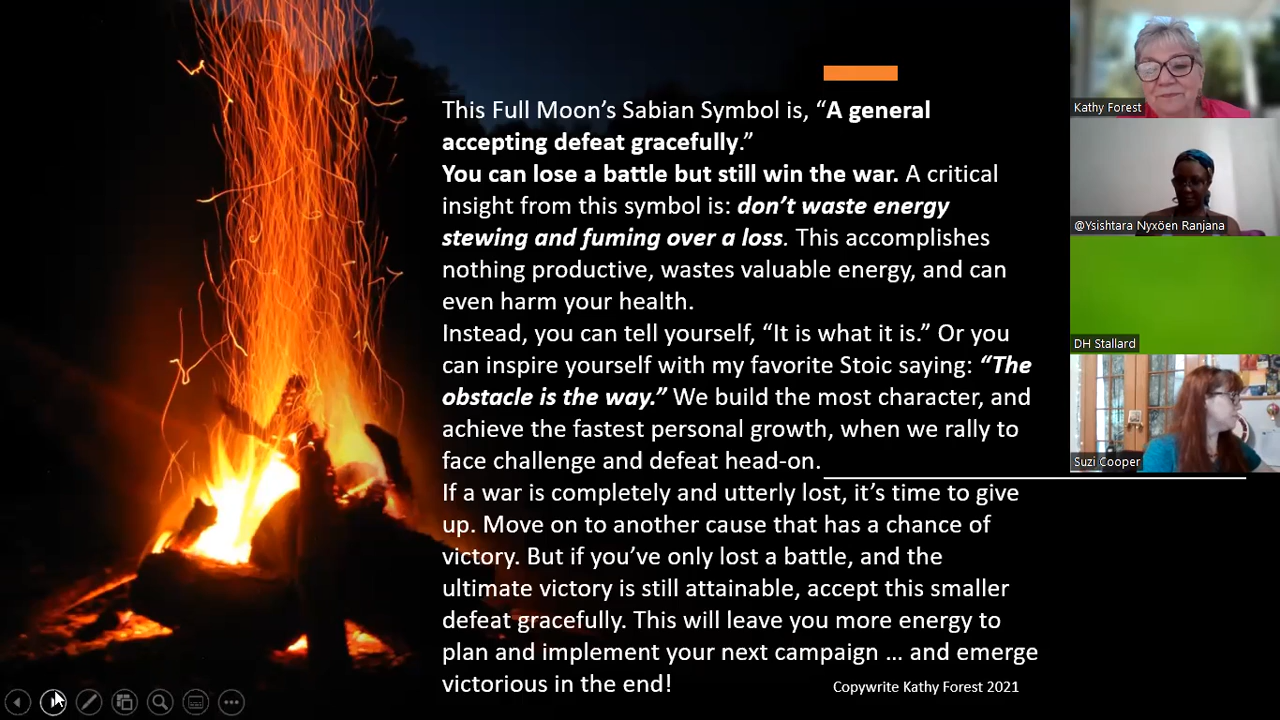 This Full Moon’s Sabian Symbol is, “A general
accepting defeat gracefully.”
You can lose a battle but still win the war. A critical
insight from this symbol is: don’t waste energy
stewing and fuming over a loss. This accomplishes
nothing productive, wastes valuable energy, and can
even harm your health.
Instead, you can tell yourself, “It is what it is.” Or you
can inspire yourself with my favorite Stoic saying: “The
obstacle is the way.” We build the most character, and
achieve the fastest personal growth, when we rally to
face challenge and defeat head-on.
If a war is completely and utterly lost, it’s time to give
up. Move on to another cause that has a chance of
victory. But if you’ve only lost a battle, and the
ultimate victory is still attainable, accept this smaller
defeat gracefully. This will leave you more energy to
plan and implement your next campaign … and emerge
victorious in the end!
Copywrite Kathy Forest 2021
Kathy Forest
@Ysishtara Nyxöen Ranjana
DH Stallard
Suzi Cooper